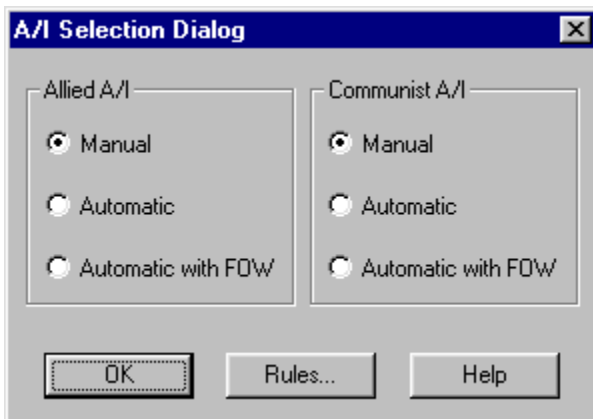 A/I Selection Dialog
Allied A/I
Communist A/I
Manual
Manual
Automatic
Automatic
Automatic with FOW
Automatic with FOW
OK
Rules...
Help